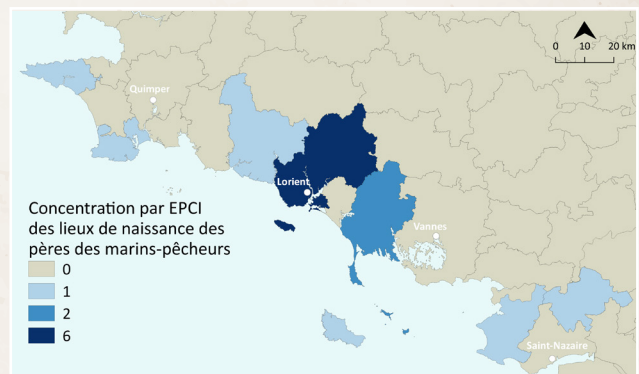 Quimper
0 10 20 km
Lorient
Vannes
Concentration par EPCI
des lieux de naissance des
pères des marins-pêcheurs
0
1
2
6
Saint-Nazaire